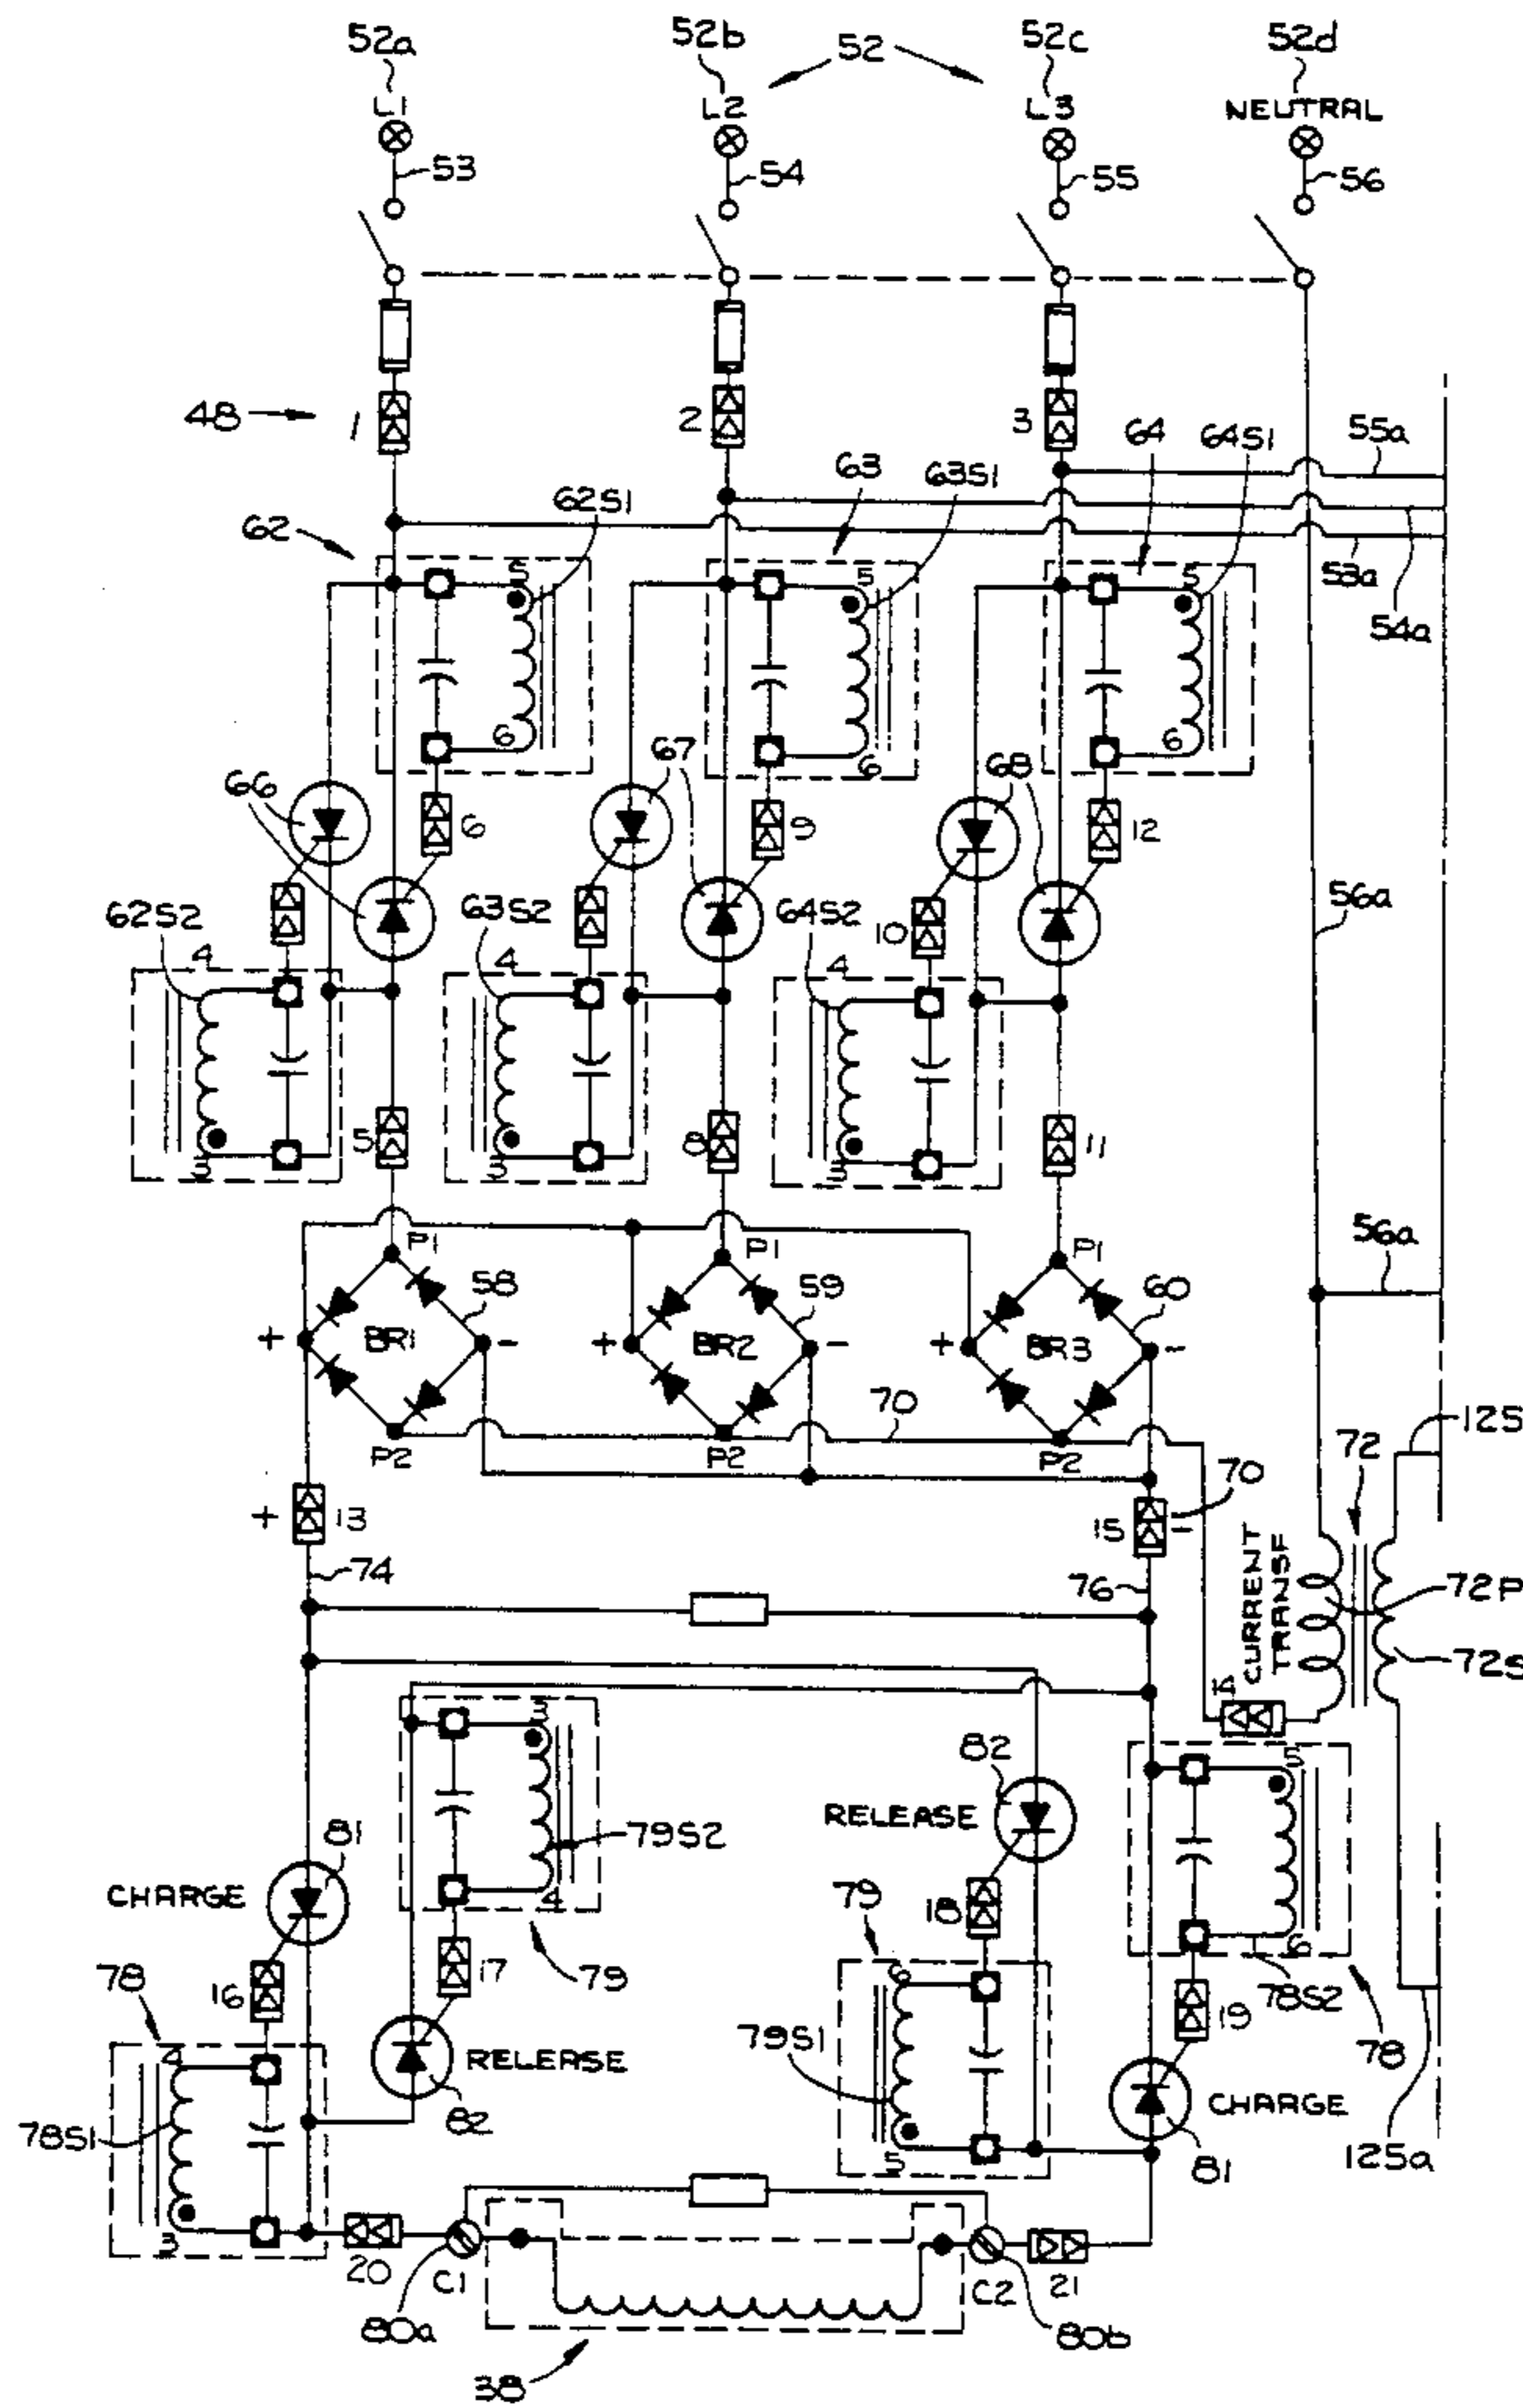 52a
52b
52
52c
52d
L1
L2
L3
NEUTRAL
53
54
55
56
48
1
2
3
64
64S1
55a
62
62S1
63
63S1
53a
54a
5
5
5
6
6
6
66
6
67
9
68
12
62S2
63S2
64S2
10
56a
4
4
4
5
8
11
3
3
3
56a
P1
P1
P1
58
59
60
+
BR1
-
+
BR2
-
+
BR3
-
70
P2
P2
P2
125
72
70
+
13
15
-
CURRENT TRANSF
74
76
72P
72S
14
3
82
5
RELEASE
79S2
81
CHARGE
4
79
18
17
79
6
6
78S2
78
16
19
78
4
79S1
RELEASE
82
CHARGE
81
78S1
5
125a
3
20
C1
C2
21
80a
80b
38